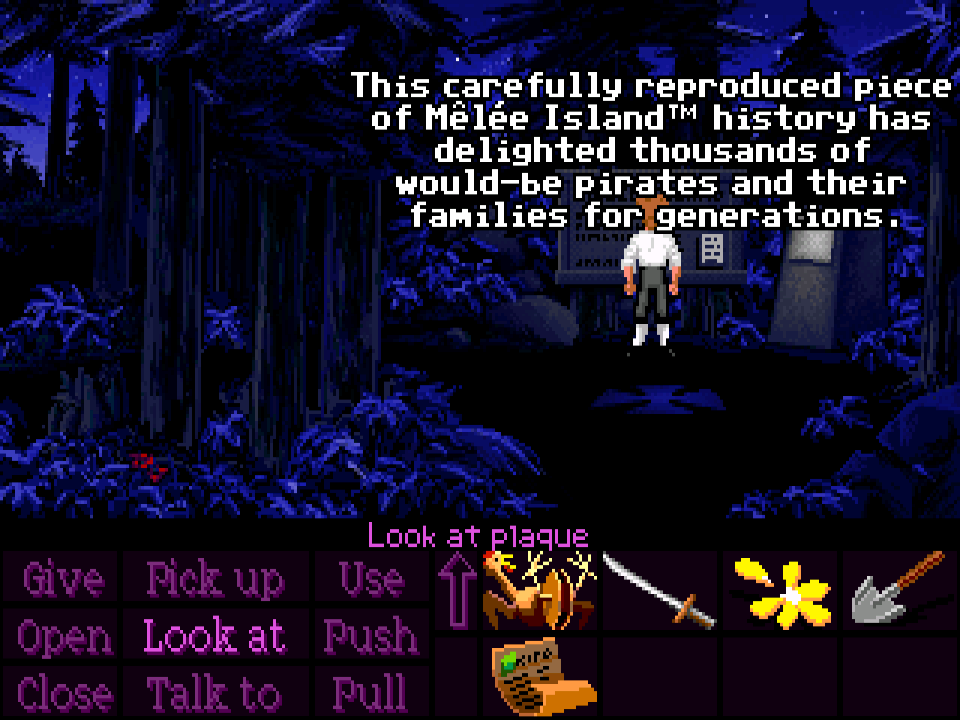 This carefully reproduced piece
of Mêlée Island™ history has
delighted thousands of
would-be pirates and their
families for generations.
Look at plaque
Give Pick up Use
Open Look at Push
Close Talk to Pull